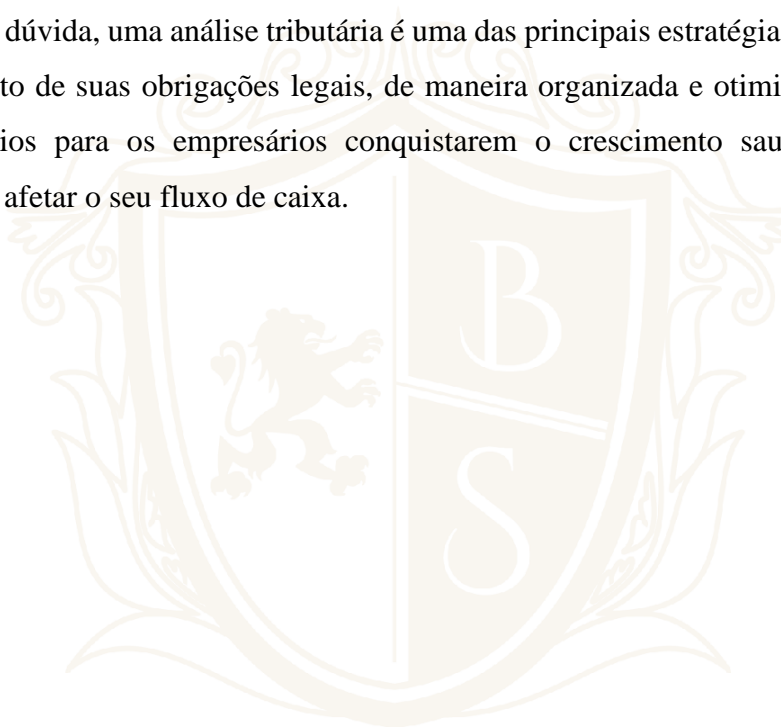 dúvida, uma análise tributária é uma das principais estratégia
to de suas obrigações legais, de maneira organizada e otimi
ios para os empresários conquistarem o crescimento sau
afetar o seu fluxo de caixa.
B
S